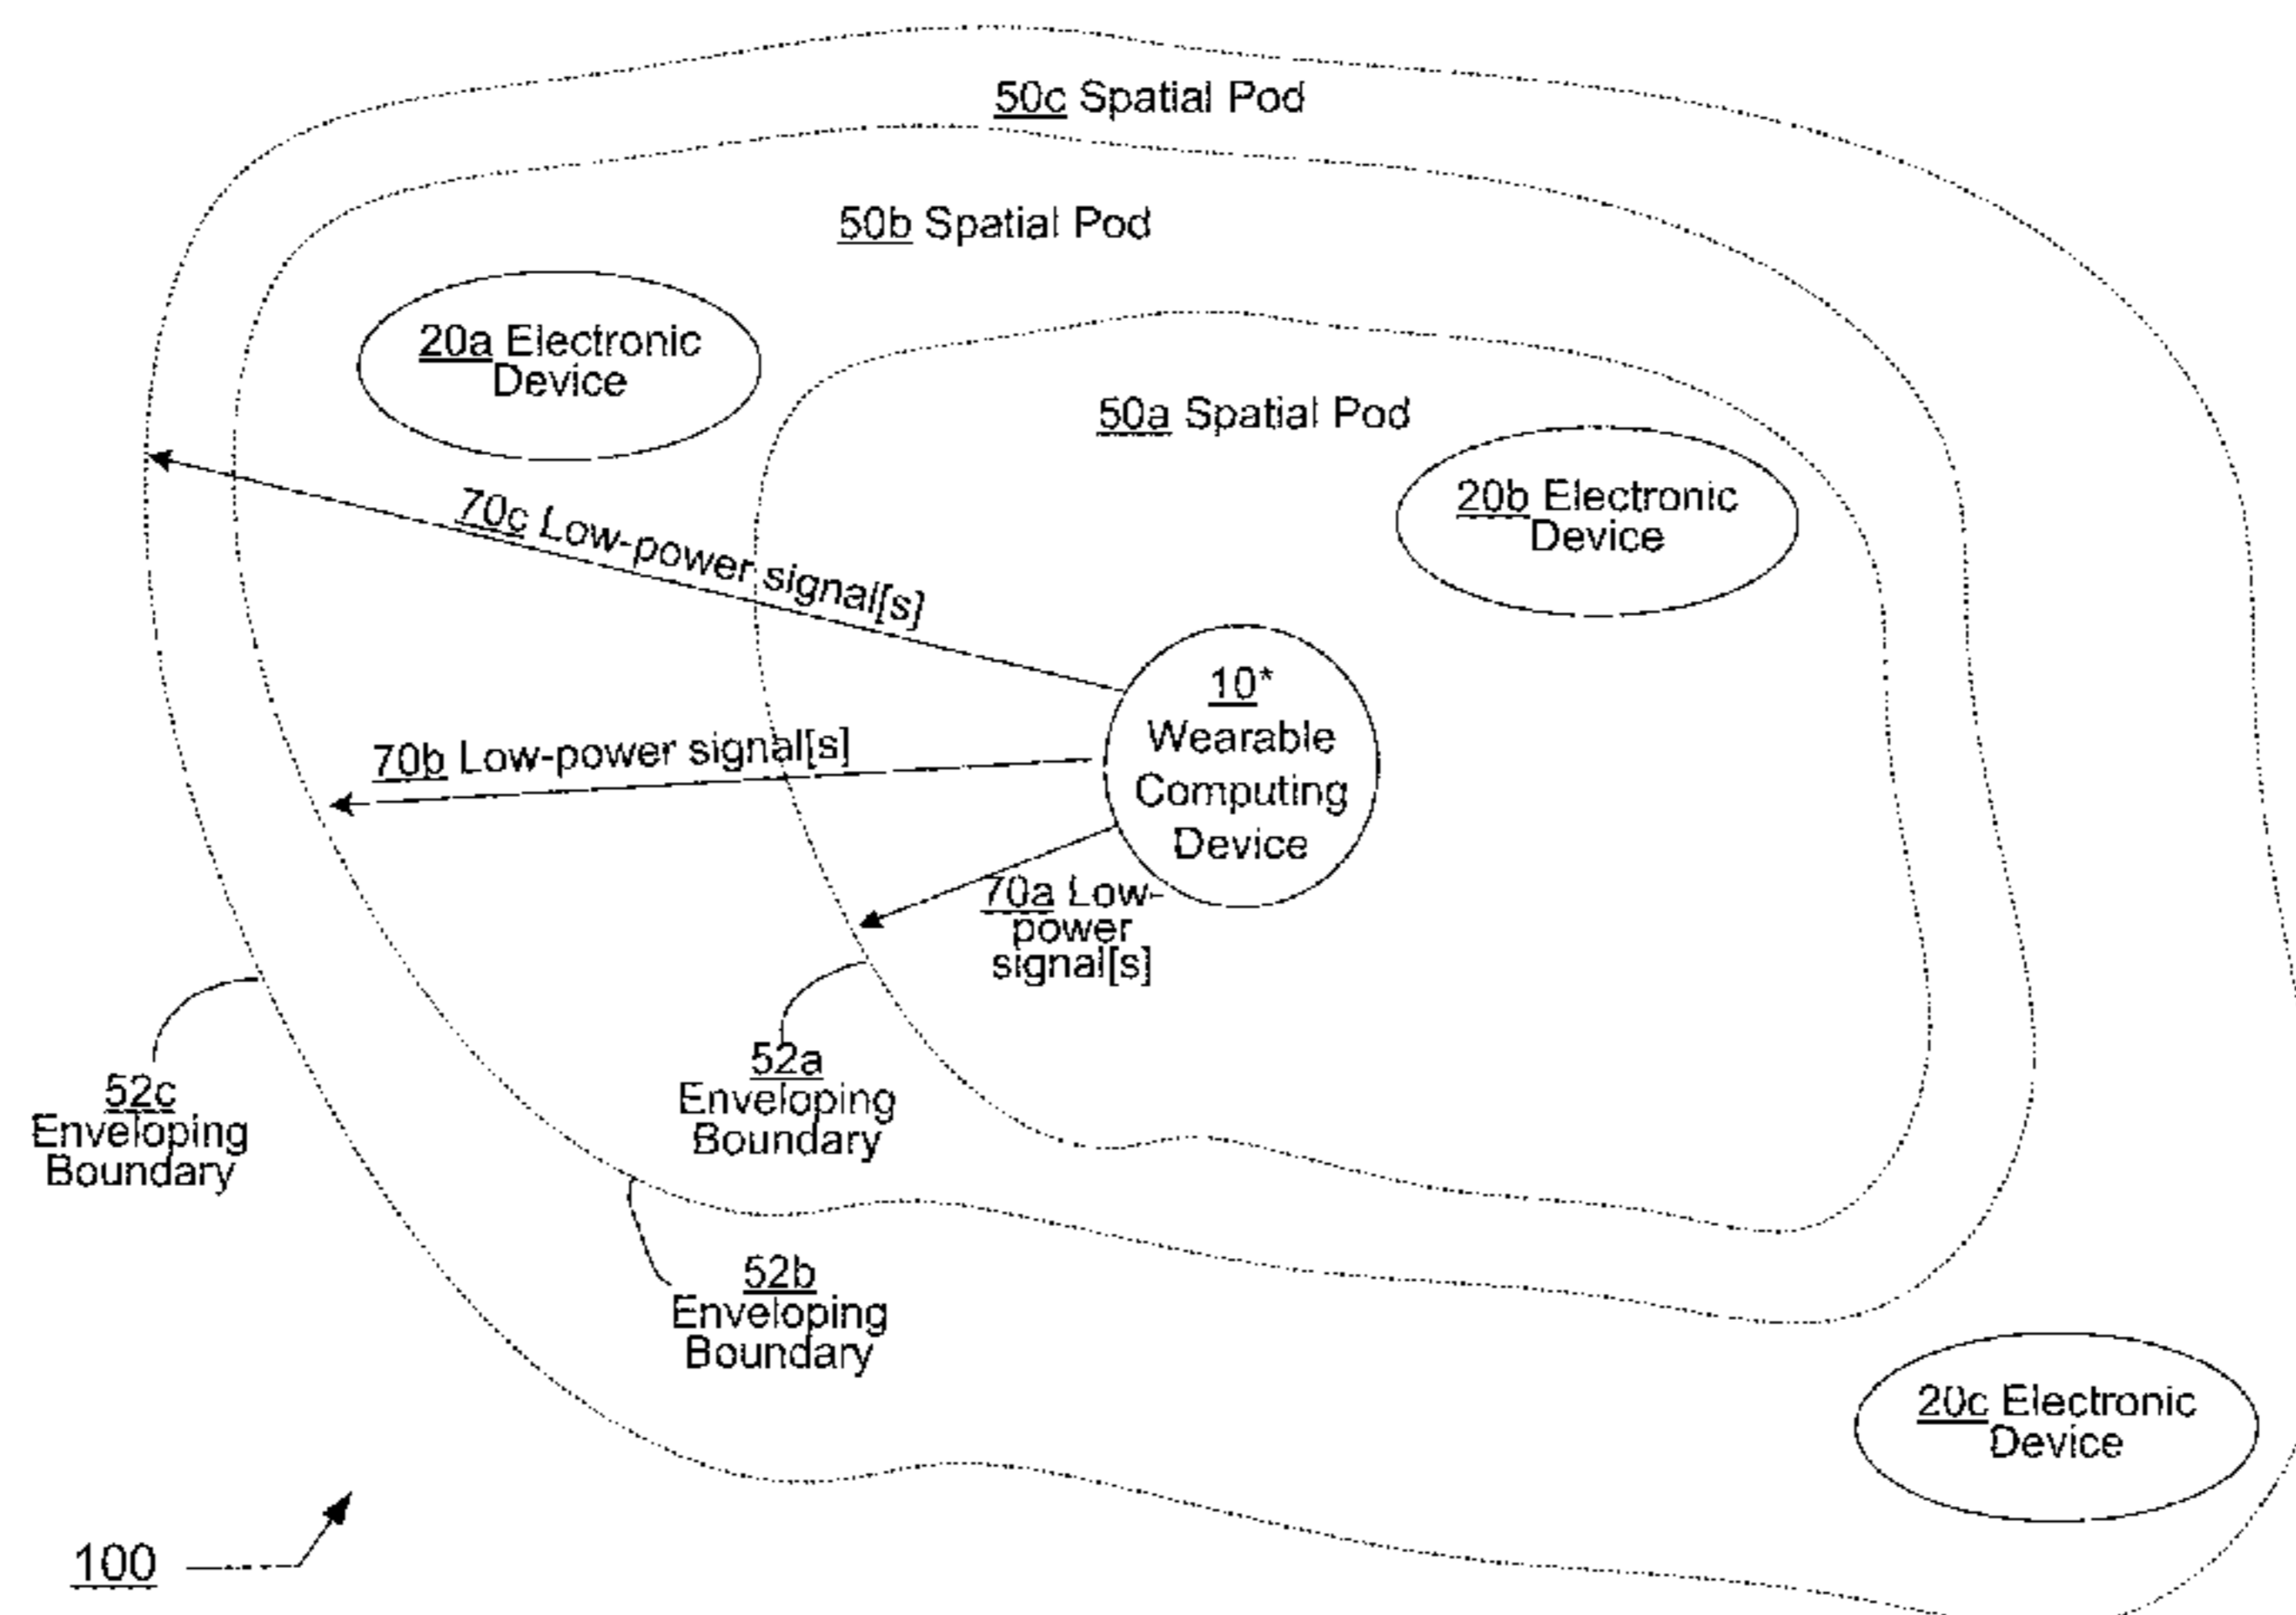 50c Spatial Pod
50b Spatial Pod
20a Electronic
Device
50a Spatial Pod
20b Electronic
Device
70c Low-power signal[s]
10*
Wearable
Computing
Device
70b Low-power signal[s]
70a Low-
power
signal[s]
52a
Enveloping
Boundary
52c
Enveloping
Boundary
52b
Enveloping
Boundary
20c Electronic
Device
100